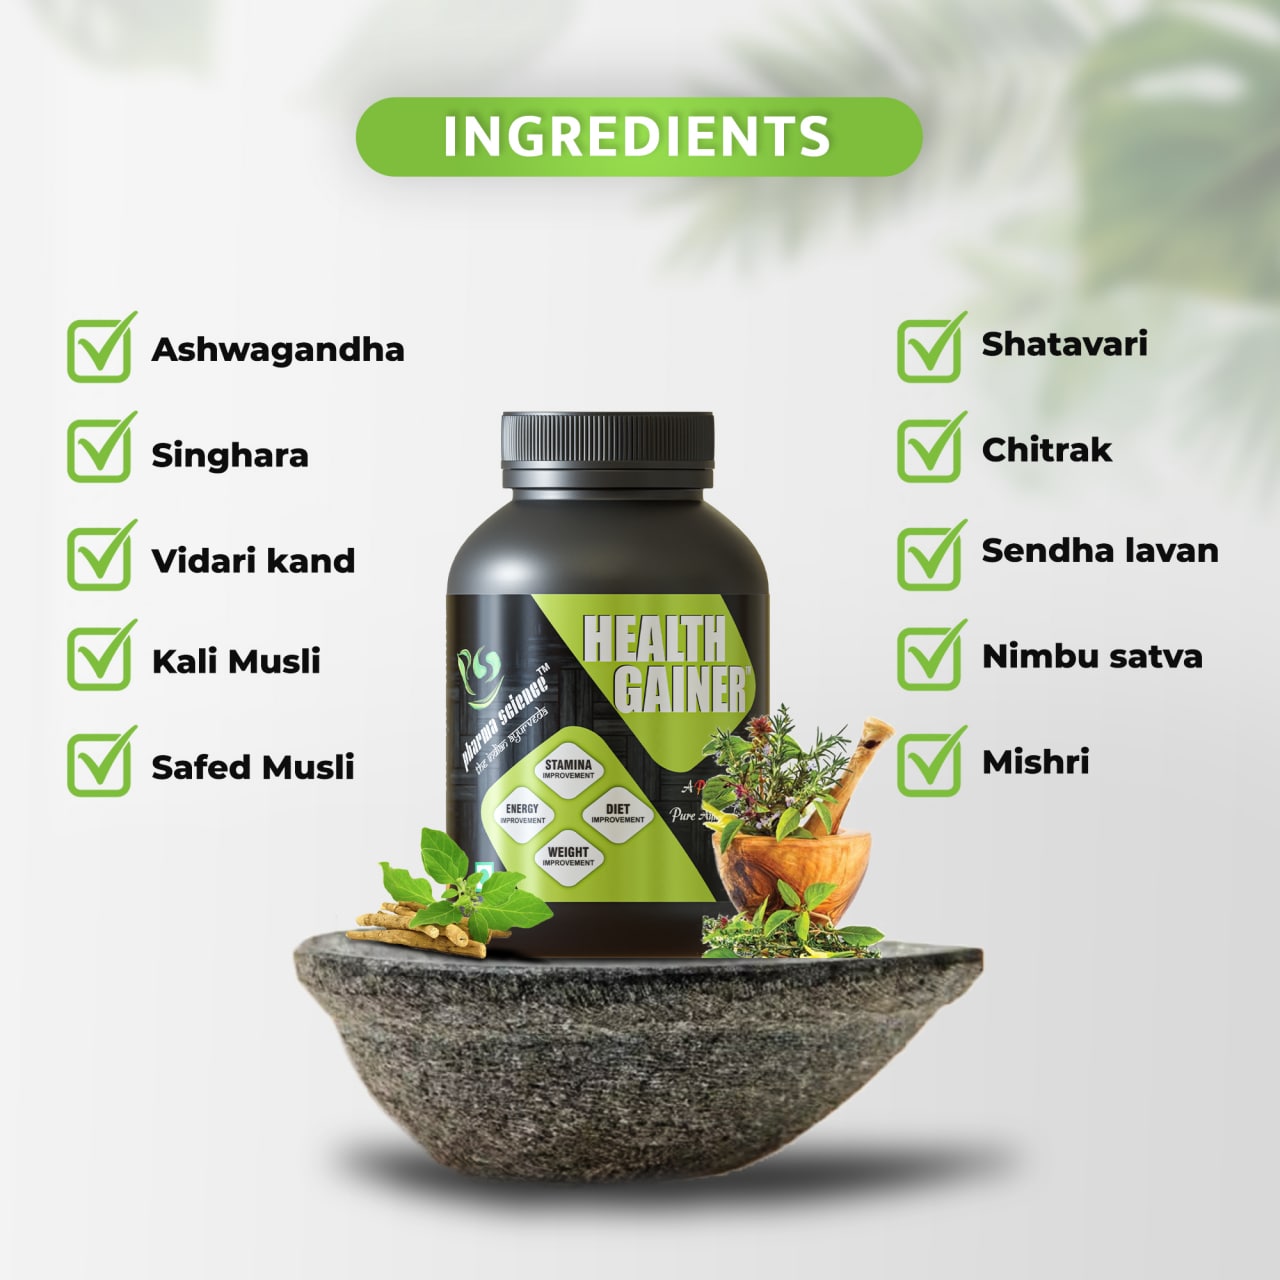 INGREDIENTS
Ashwagandha
Singhara
Vidari kand
Kali Musli
Safed Musli
Shatavari
Chitrak
Sendha lavan
Nimbu satva
Mishri
HEALTH
GAINER™
pharma science™
the indian ayurveda
STAMINA
IMPROVEMENT
ENERGY
IMPROVEMENT
DIET
IMPROVEMENT
WEIGHT
IMPROVEMENT
A
Pure